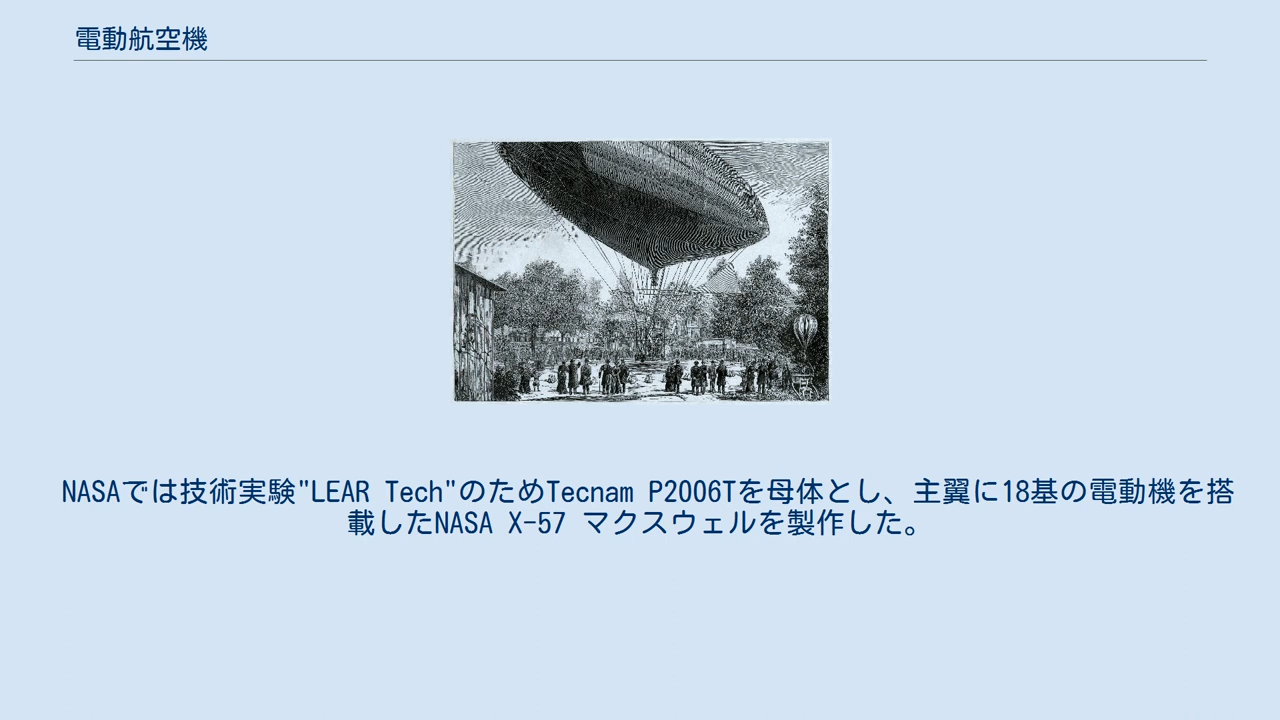 電動航空機
NASAでは技術実験"LEAR Tech"のためTecnam P2006Tを母体とし、主翼に18基の電動機を搭
載したNASA X-57 マクスウェルを製作した。